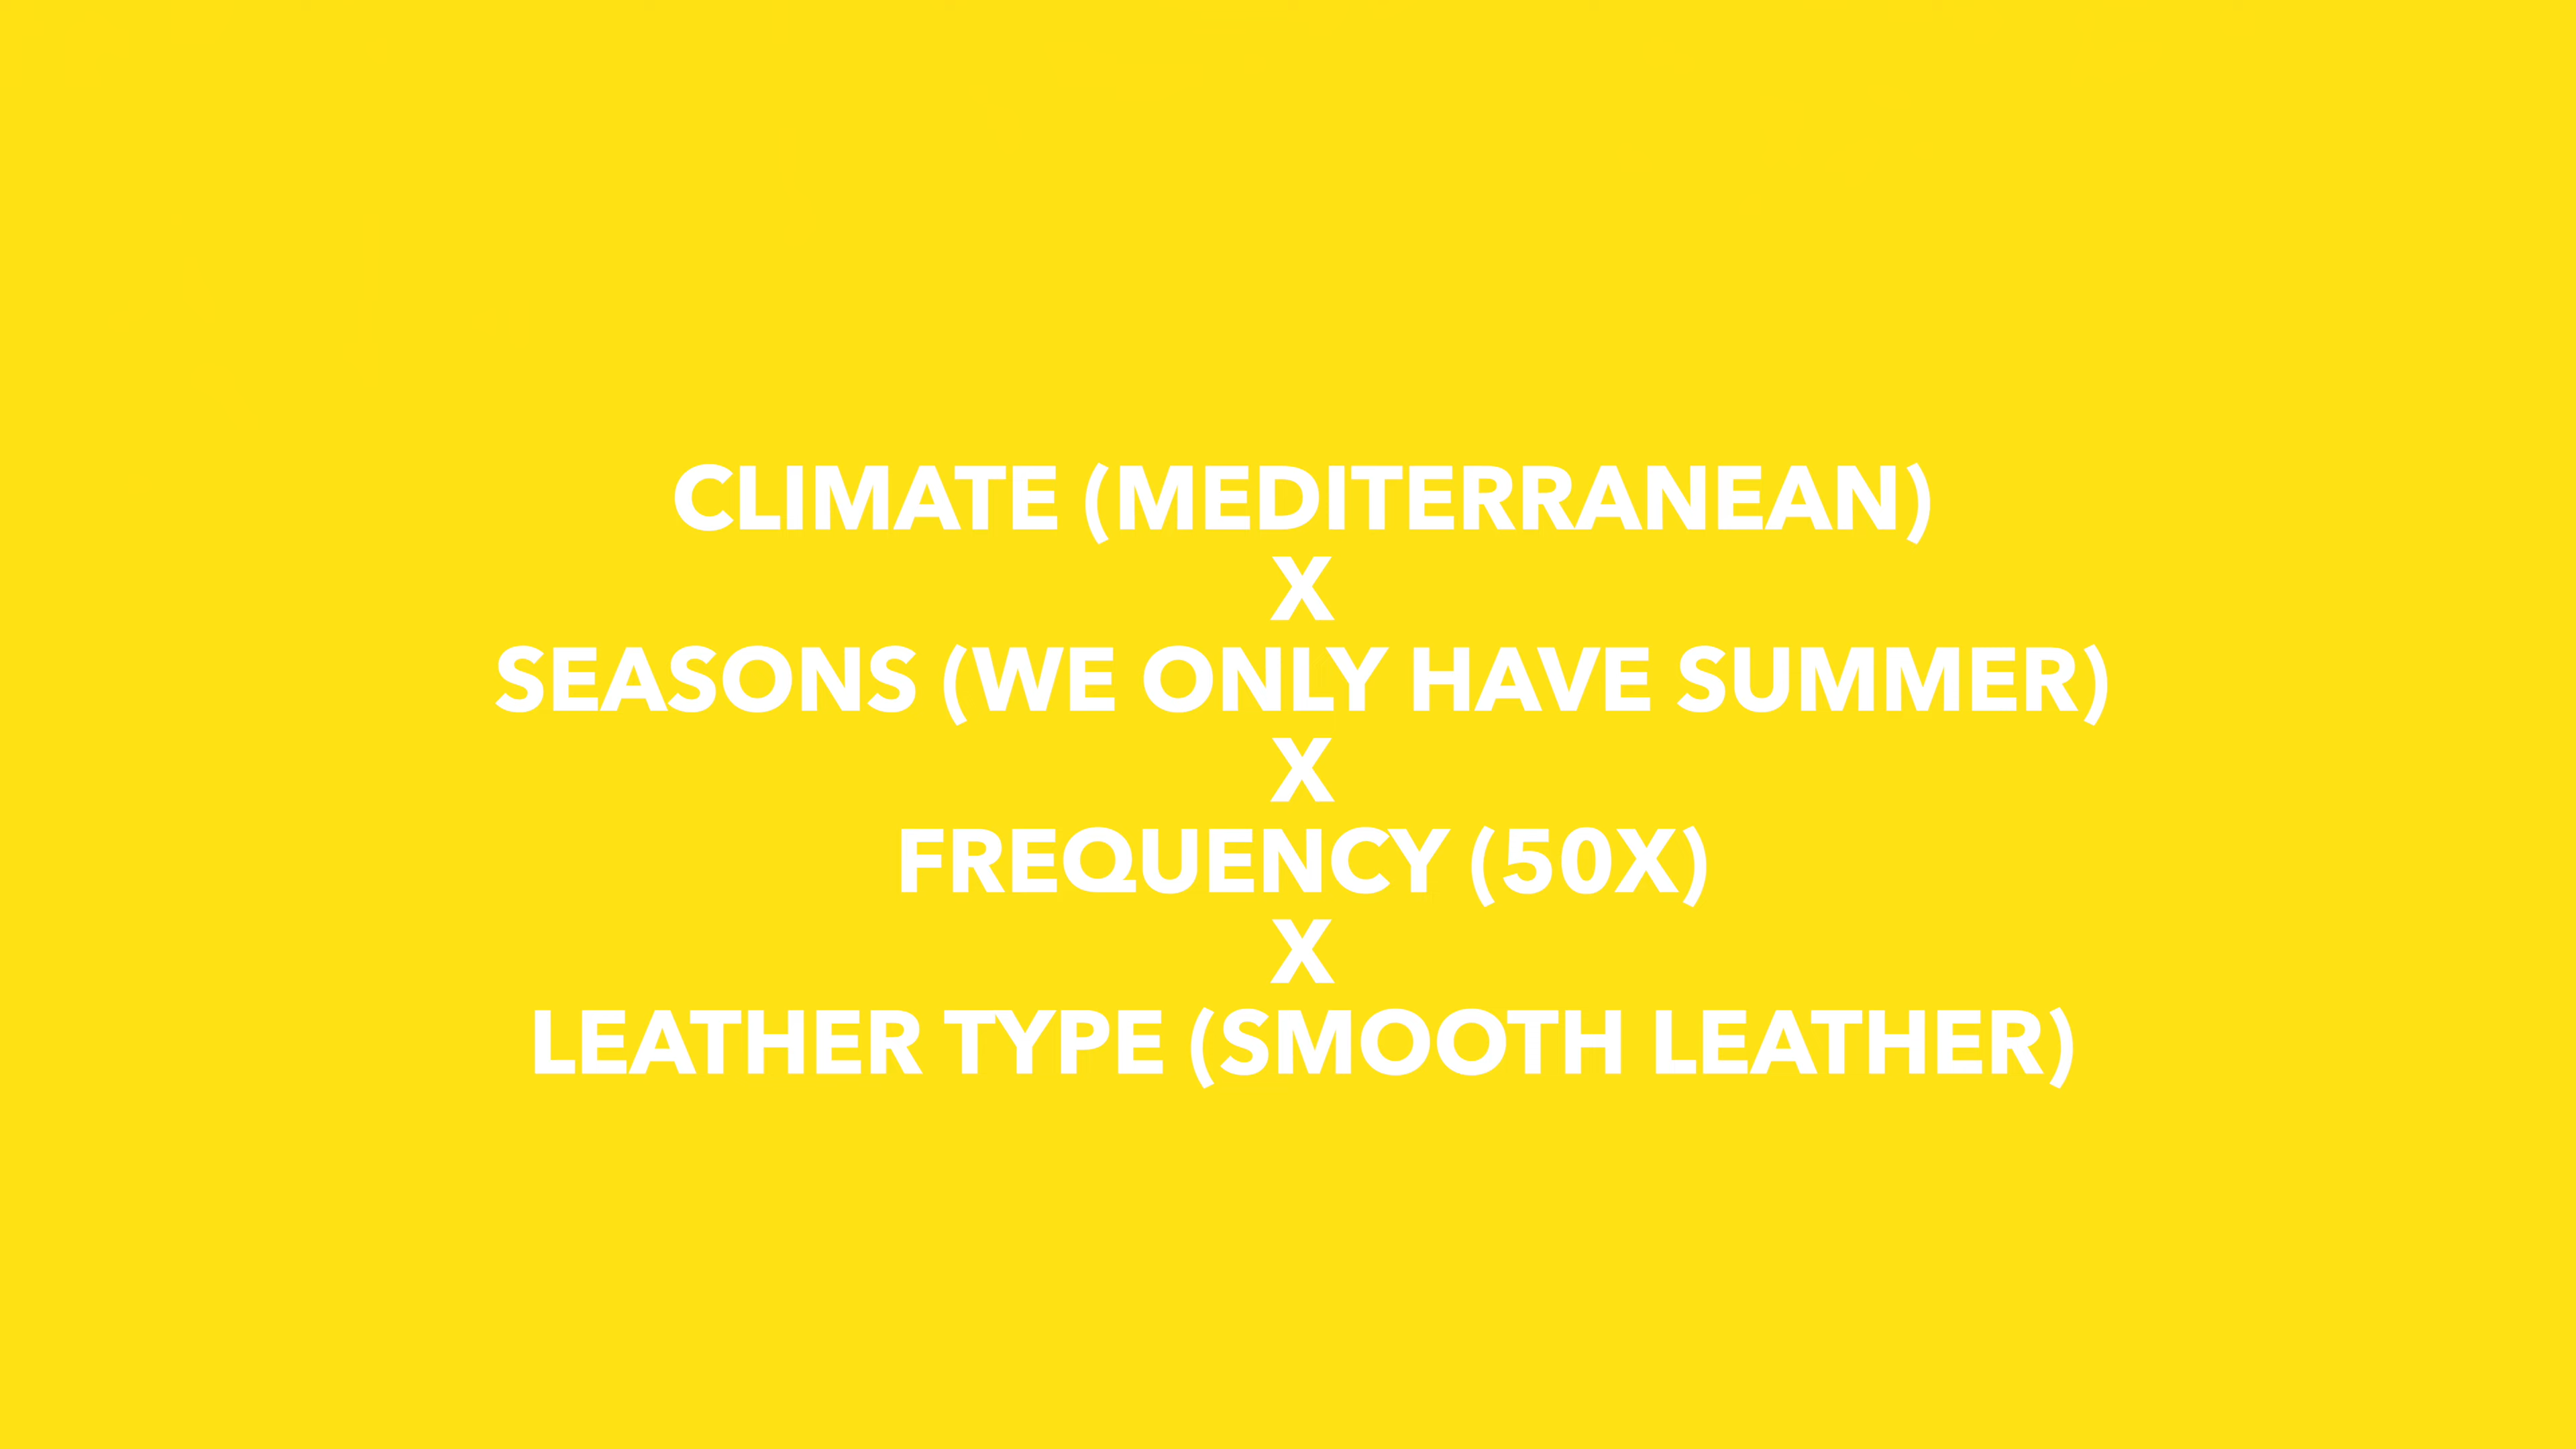 CLIMATE (MEDITERRANEAN)
X
SEASONS (WE ONLY HAVE SUMMER)
X
FREQUENCY (50X)
X
LEATHER TYPE (SMOOTH LEATHER)